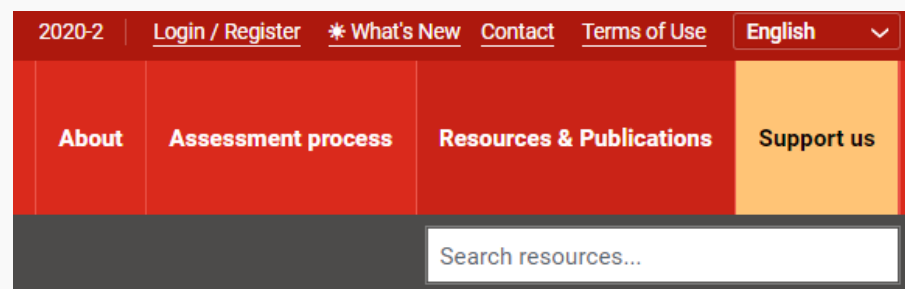 2020-2 Login / Register ☀ What's New Contact Terms of Use English
About Assessment process Resources & Publications Support us
Search resources...